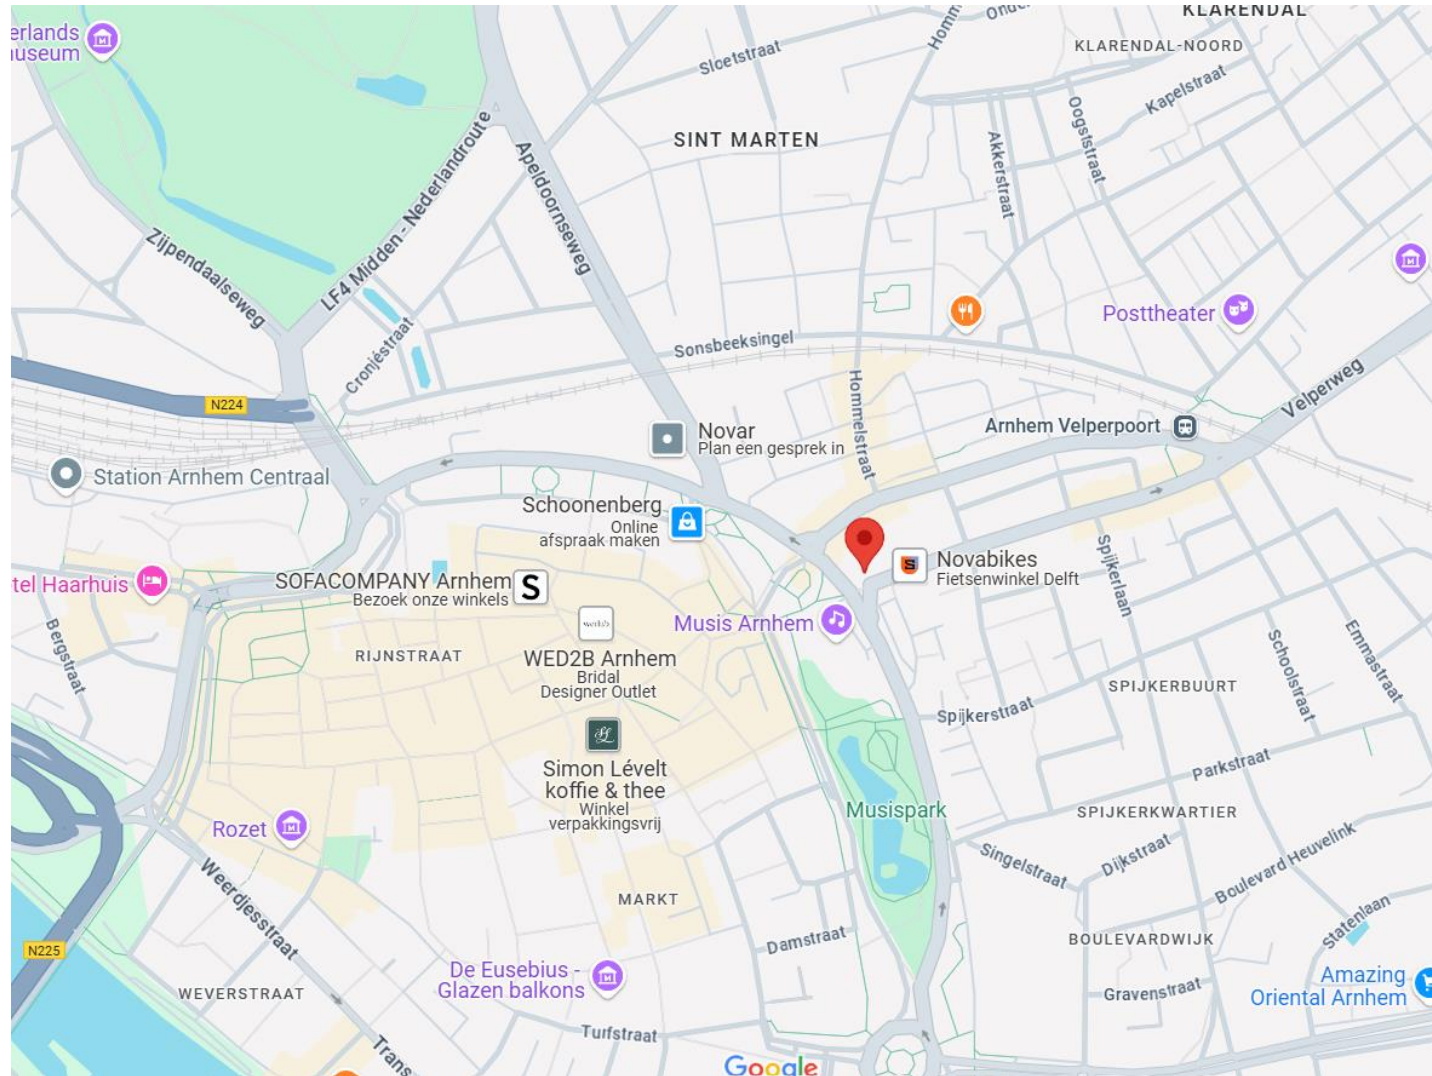 KLARENDAL
erlands
useum
Sloetstraat
KLARENDAL-NOORD
Kapelstraat
Oogststraat
Akkerstraat
SINT MARTEN
LF4 Midden - Nederlandroute
Apeldoornseweg
Zijpendaalseweg
Cronjéstraat
Sonsbeeksingel
Posttheater
Hommelstraat
Velperweg
N224
Novar
Plan een gesprek in
Arnhem Velperpoort
Station Arnhem Centraal
Schoonenberg
Online
afspraak maken
Novabikes
Fietsenwinkel Delft
Spijkerlaan
tel Haarhuis
SOFACOMPANY Arnhem
Bezoek onze winkels
S
Musis Arnhem
Bergstraat
RIJNSTRAAT
WED2B Arnhem
Bridal
Designer Outlet
Emmastraat
Schoolstraat
SPIJKERBUURT
Spijkerstraat
Simon Lévelt
koffie & thee
Winkel
verpakkingsvrij
Parkstraat
Musispark
SPIJKERKWARTIER
Rozet
Singelstraat
Dijkstraat
Boulevard Heuvelink
Weerdjesstraat
MARKT
Damstraat
Statenlaan
BOULEVARDWIJK
N225
De Eusebius -
Glazen balkons
WEVERSTRAAT
Gravenstraat
Amazing
Oriental Arnhem
Turfstraat
Trans
Google